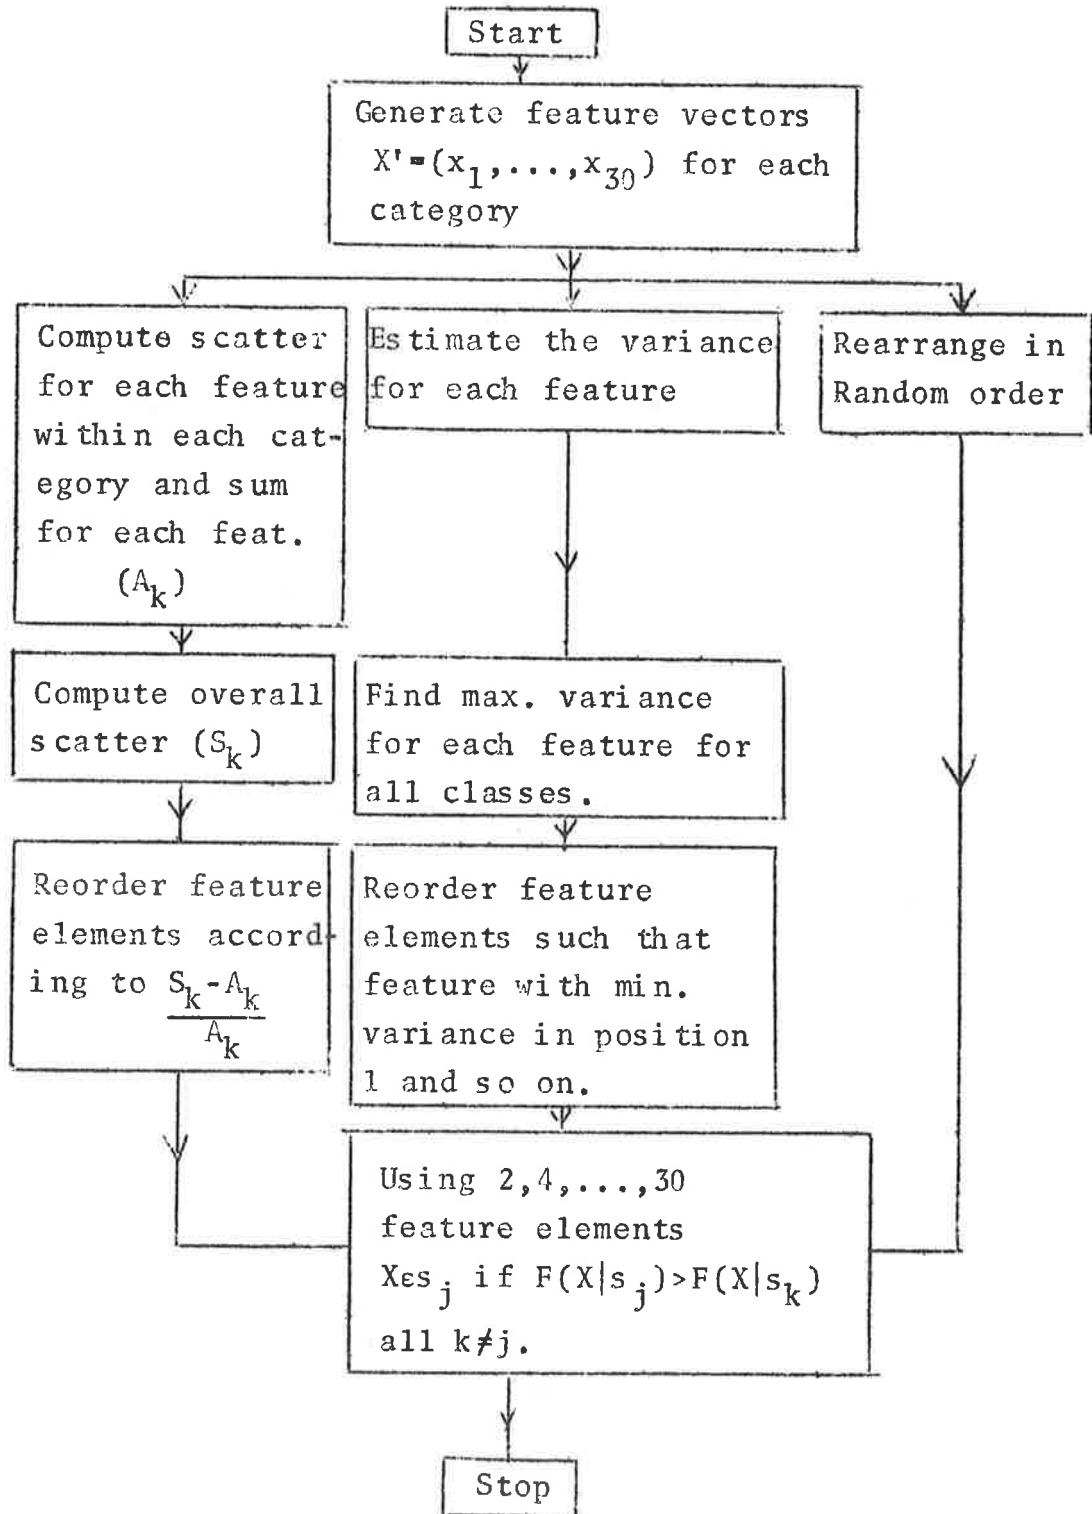 Start
Generate feature vectors
X'=(x1,...,x30) for each
category
Compute scatter
for each feature
within each cat-
egory and sum
for each feat.
(Ak)
Compute overall
scatter (Sk)
Reorder feature
elements accord-
ing to Sk-Ak
Ak
Estimate the variance
for each feature
Find max. variance
for each feature for
all classes.
Reorder feature
elements such that
feature with min.
variance in position
1 and so on.
Rearrange in
Random order
Using 2,4,...,30
feature elements
Xεsj if F(X|sj)>F(X|sk)
all k≠j.
Stop